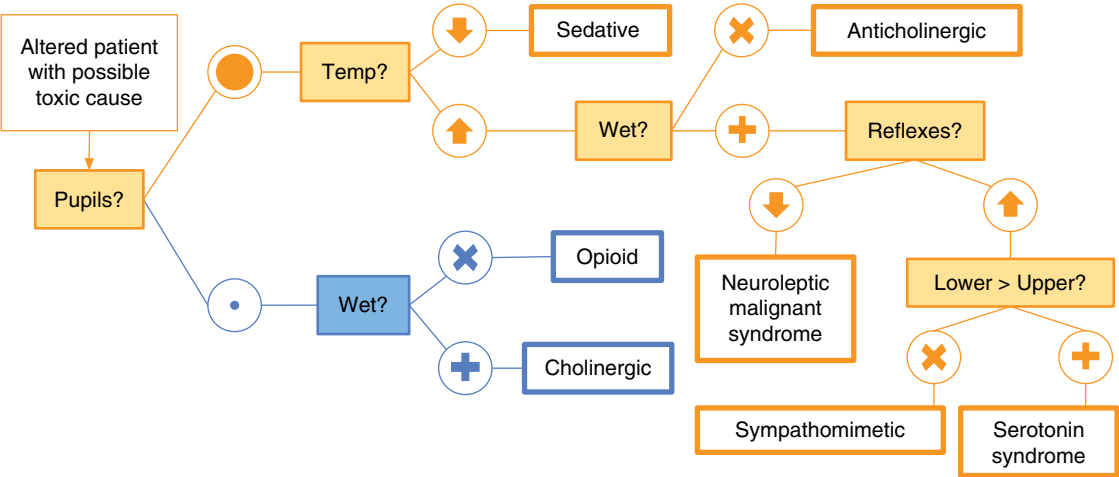 Altered patient
with possible
toxic cause
Pupils?
Temp?
Sedative
Wet?
Anticholinergic
Reflexes?
Neuroleptic
malignant
syndrome
Lower > Upper?
Sympathomimetic
Serotonin
syndrome
Wet?
Opioid
Cholinergic